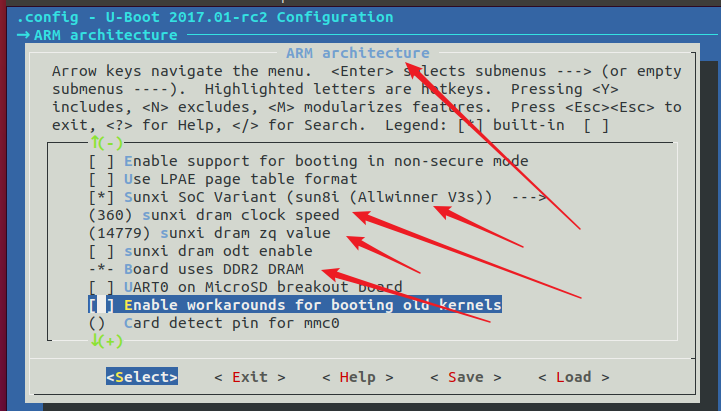 .config - U-Boot 2017.01-rc2 Configuration
→ ARM architecture
ARM architecture
Arrow keys navigate the menu.  <Enter> selects submenus ---> (or empty
submenus ----).  Highlighted letters are hotkeys.  Pressing <Y>
includes, <N> excludes, <M> modularizes features.  Press <Esc><Esc> to
exit, <?> for Help, </> for Search.  Legend: [*] built-in  [ ]
↑(-)
[ ] Enable support for booting in non-secure mode
[ ] Use LPAE page table format
[*] Sunxi SoC Variant (sun8i (Allwinner V3s))  --->
(360) sunxi dram clock speed
(14779) sunxi dram zq value
[ ] sunxi dram odt enable
-*- Board uses DDR2 DRAM
[ ] UART0 on MicroSD breakout board
[ ] Enable workarounds for booting old kernels
() Card detect pin for mmc0
↓(+)
<Select>    < Exit >    < Help >    < Save >    < Load >